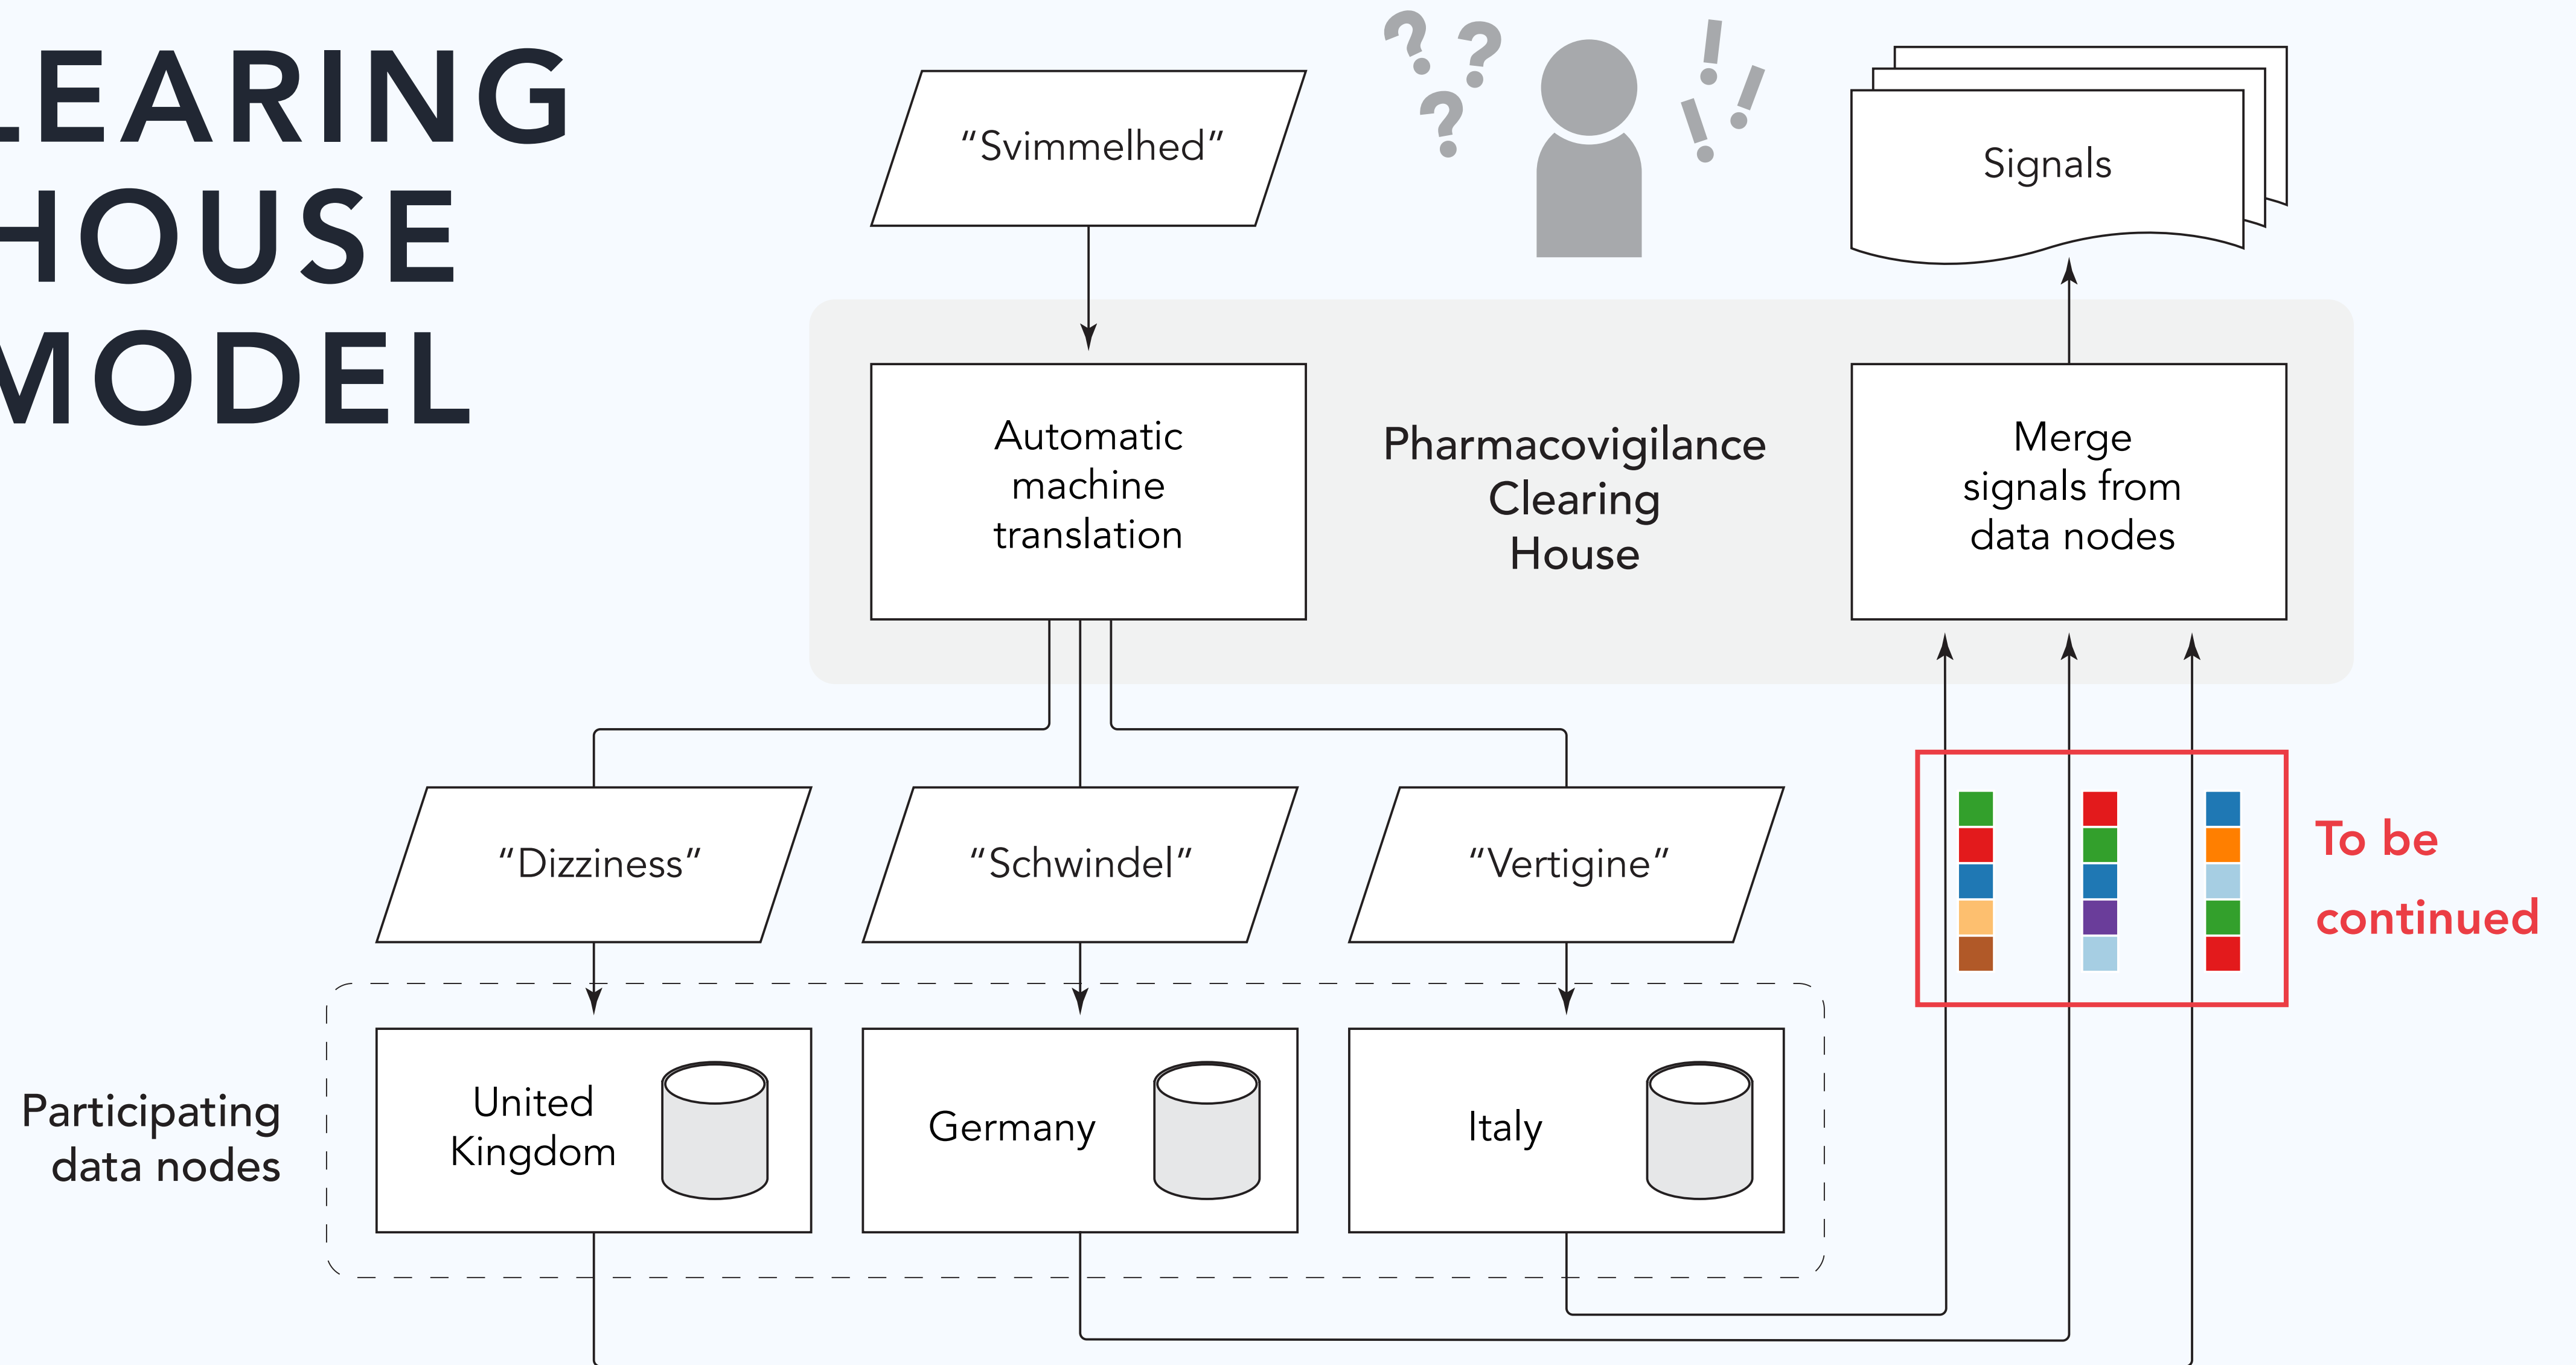 LEARING
HOUSE
MODEL
“Svimmelhed”
? ? ?
! ! !
Signals
Automatic
machine
translation
Pharmacovigilance
Clearing
House
Merge
signals from
data nodes
“Dizziness”
“Schwindel”
“Vertigine”
To be
continued
Participating
data nodes
United
Kingdom
Germany
Italy